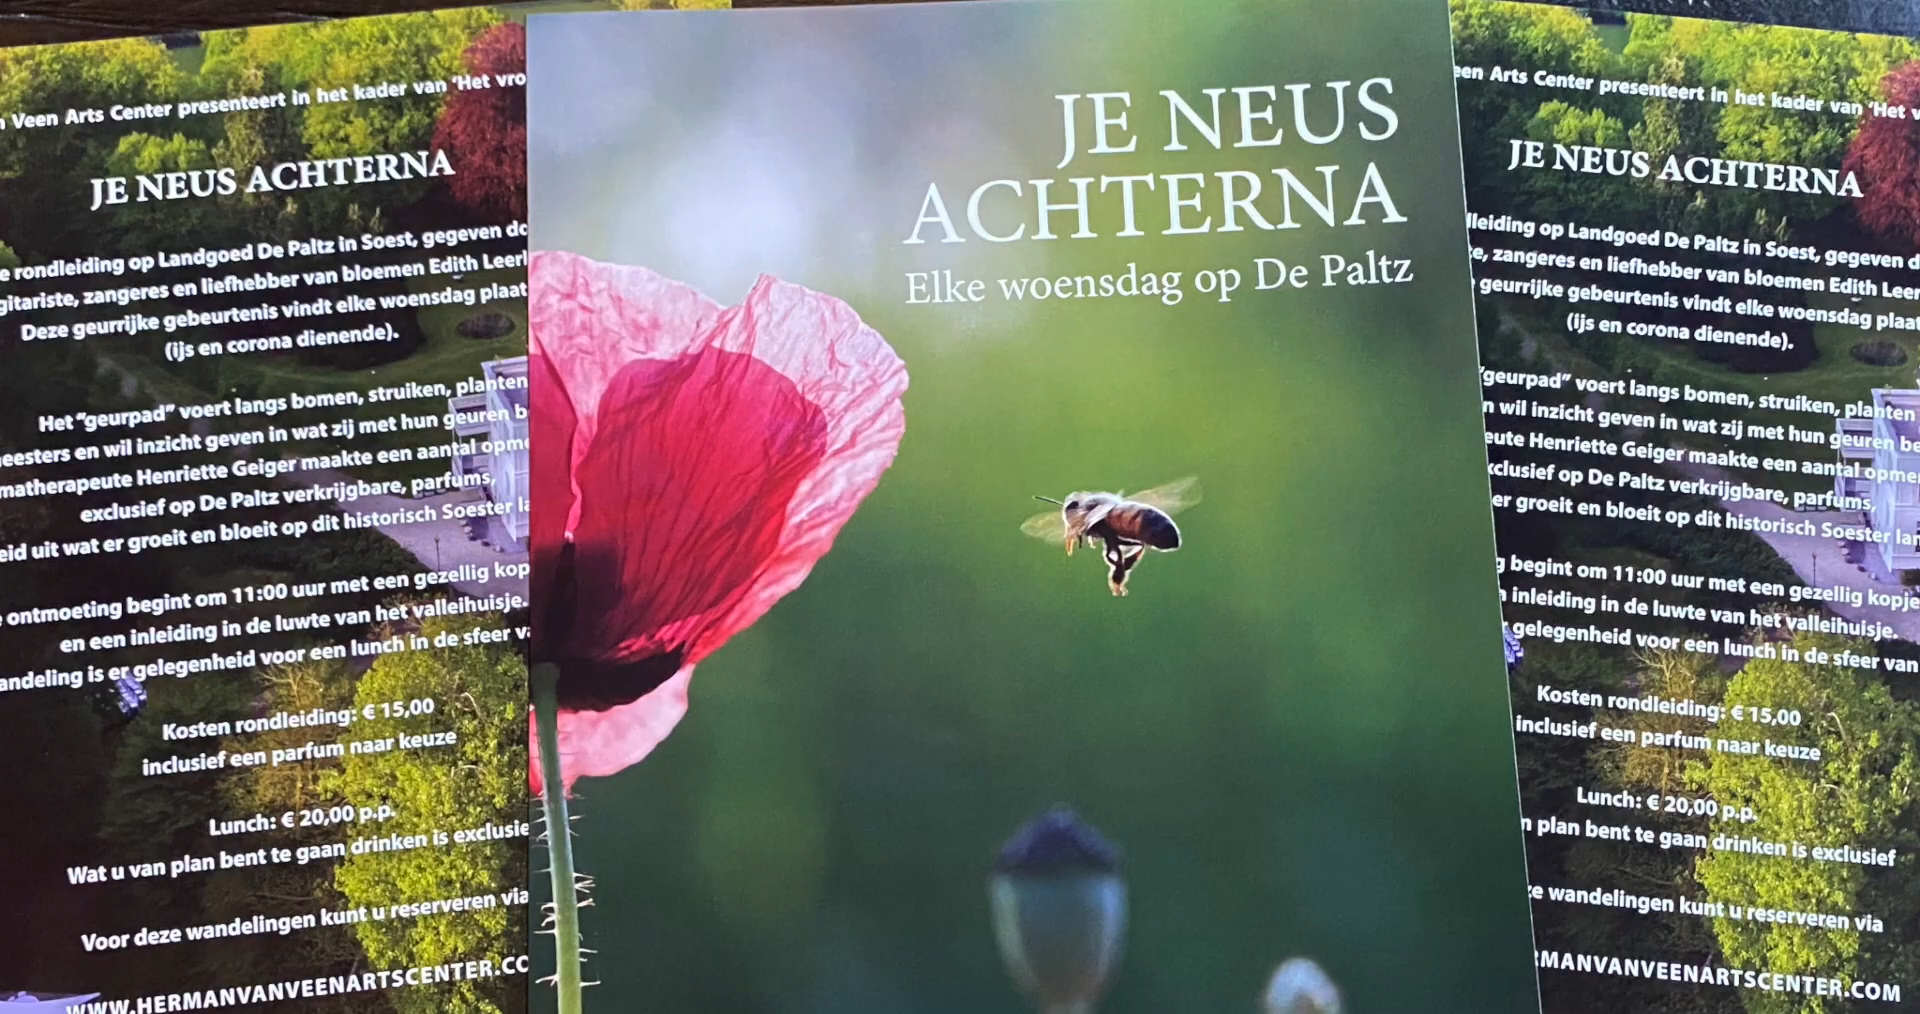 Veen Arts Center presenteert in het kader van ‘Het
JE NEUS ACHTERNA
rondleiding op Landgoed De Paltz in Soest, gegeven
gitariste, zangeres en liefhebber van bloemen Edith
Deze geurrijke gebeurtenis vindt elke woensdag plaats
(ijs en corona dienende).
Het “geurpad” voert langs bomen, struiken, planten
en wil inzicht geven in wat zij met hun geuren
Henriette Geiger maakte een aantal
exclusief op De Paltz verkrijgbare, parfums,
uit wat er groeit en bloeit op dit historisch Soester
ontmoeting begint om 11:00 uur met een gezellig
en een inleiding in de luwte van het valleihuisje.
is er gelegenheid voor een lunch in de sfeer
Kosten rondleiding: € 15,00
inclusief een parfum naar keuze
Lunch: € 20,00 p.p.
Wat u van plan bent te gaan drinken is
Voor deze wandelingen kunt u reserveren via
WWW.HERMANVANVEENARTSCENTER.CO
JE NEUS
ACHTERNA
Elke woensdag op De Paltz
Arts Center presenteert in het kader van ‘Het
JE NEUS ACHTERNA
op Landgoed De Paltz in Soest, gegeven
zangeres en liefhebber van bloemen Edith
geurrijke gebeurtenis vindt elke woensdag
(ijs en corona dienende).
“geurpad” voert langs bomen, struiken, planten
wil inzicht geven in wat zij met hun geuren
Henriette Geiger maakte een aantal
op De Paltz verkrijgbare, parfums,
er groeit en bloeit op dit historisch Soester
begint om 11:00 uur met een gezellig kopje
inleiding in de luwte van het valleihuisje.
gelegenheid voor een lunch in de sfeer van
Kosten rondleiding: € 15,00
inclusief een parfum naar keuze
Lunch: € 20,00 p.p.
plan bent te gaan drinken is exclusief
wandelingen kunt u reserveren via
RMANVANVEENARTSCENTER.COM